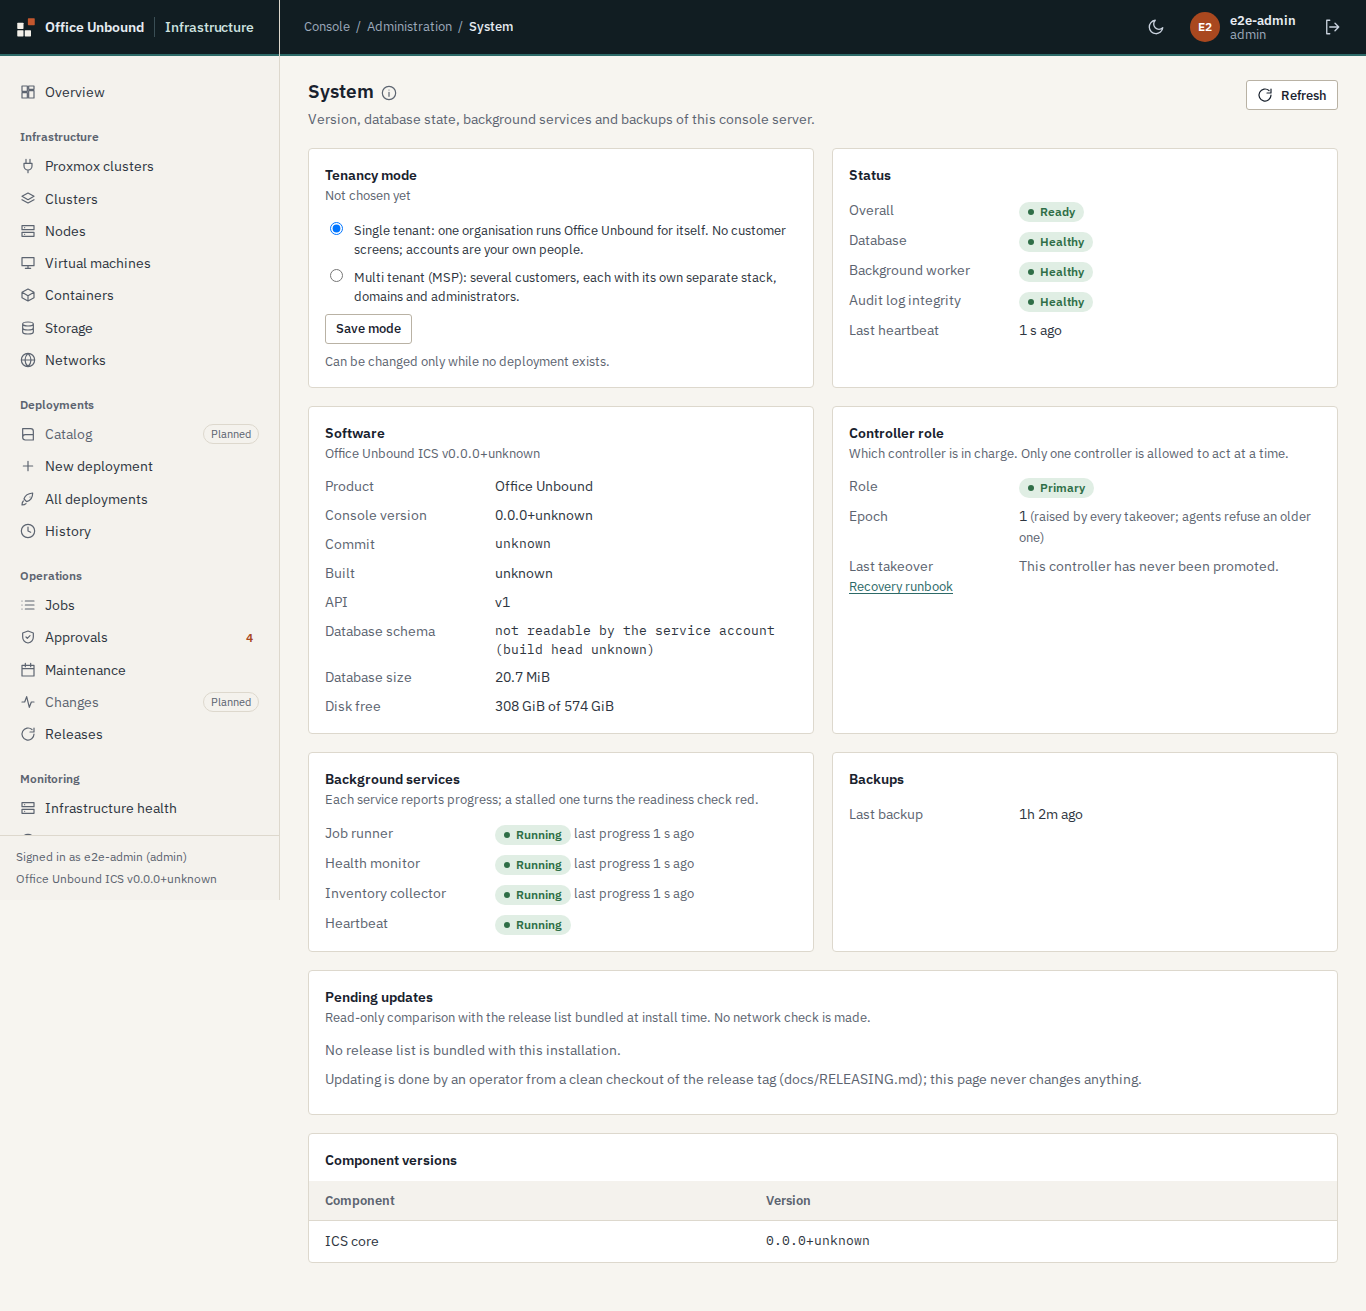 Office Unbound Infrastructure
Console / Administration / System
E2 e2e-admin
admin
Overview
Infrastructure
Proxmox clusters
Clusters
Nodes
Virtual machines
Containers
Storage
Networks
Deployments
Catalog Planned
New deployment
All deployments
History
Operations
Jobs
Approvals 4
Maintenance
Changes Planned
Releases
Monitoring
Infrastructure health
Signed in as e2e-admin (admin)
Office Unbound ICS v0.0.0+unknown
System
Refresh
Version, database state, background services and backups of this console server.
Tenancy mode
Not chosen yet
Single tenant: one organisation runs Office Unbound for itself. No customer
screens; accounts are your own people.
Multi tenant (MSP): several customers, each with its own separate stack,
domains and administrators.
Save mode
Can be changed only while no deployment exists.
Status
Overall Ready
Database Healthy
Background worker Healthy
Audit log integrity Healthy
Last heartbeat 1 s ago
Software
Office Unbound ICS v0.0.0+unknown
Product Office Unbound
Console version 0.0.0+unknown
Commit unknown
Built unknown
API v1
Database schema not readable by the service account
(build head unknown)
Database size 20.7 MiB
Disk free 308 GiB of 574 GiB
Controller role
Which controller is in charge. Only one controller is allowed to act at a time.
Role Primary
Epoch 1 (raised by every takeover; agents refuse an older
one)
Last takeover This controller has never been promoted.
Recovery runbook
Background services
Each service reports progress; a stalled one turns the readiness check red.
Job runner Running last progress 1 s ago
Health monitor Running last progress 1 s ago
Inventory collector Running last progress 1 s ago
Heartbeat Running
Backups
Last backup 1h 2m ago
Pending updates
Read-only comparison with the release list bundled at install time. No network check is made.
No release list is bundled with this installation.
Updating is done by an operator from a clean checkout of the release tag (docs/RELEASING.md); this page never changes anything.
Component versions
Component Version
ICS core 0.0.0+unknown